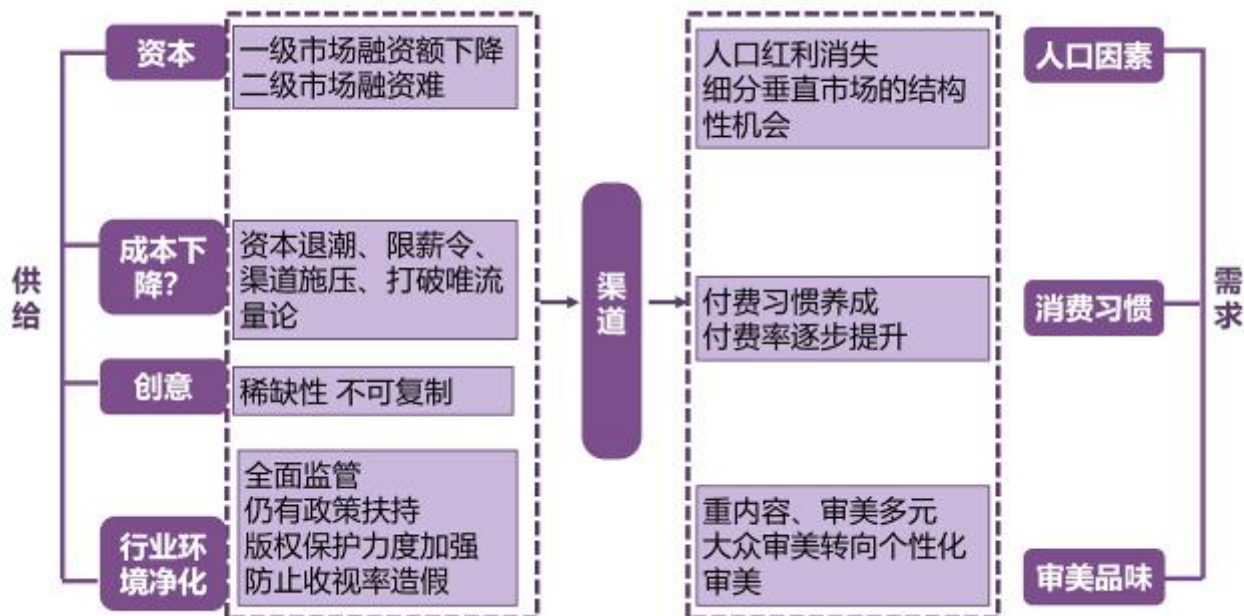 供
给
资本
一级市场融资额下降
二级市场融资难
成本下
降?
资本退潮、限薪令、
渠道施压、打破唯流
量论
创意
稀缺性 不可复制
行业环
境净化
全面监管
仍有政策扶持
版权保护力度加强
防止收视率造假
渠
道
人口红利消失
细分垂直市场的结构
性机会
人口因素
付费习惯养成
付费率逐步提升
消费习惯
重内容、审美多元
大众审美转向个性化
审美
审美品味
需
求